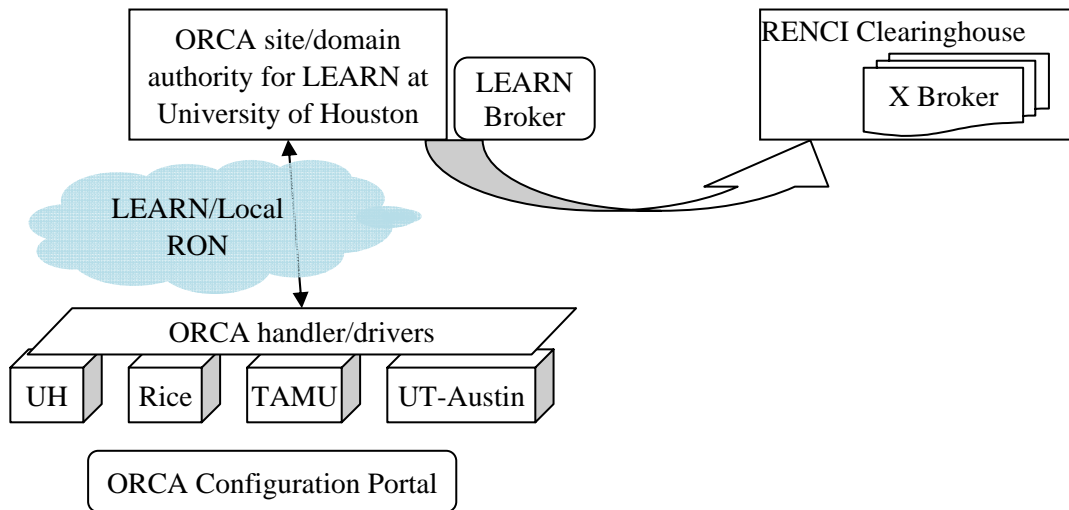 ORCA site/domain
authority for LEARN at
University of Houston
LEARN
Broker
RENCI Clearinghouse
X Broker
LEARN/Local
RON
ORCA handler/drivers
UH
Rice
TAMU
UT-Austin
ORCA Configuration Portal